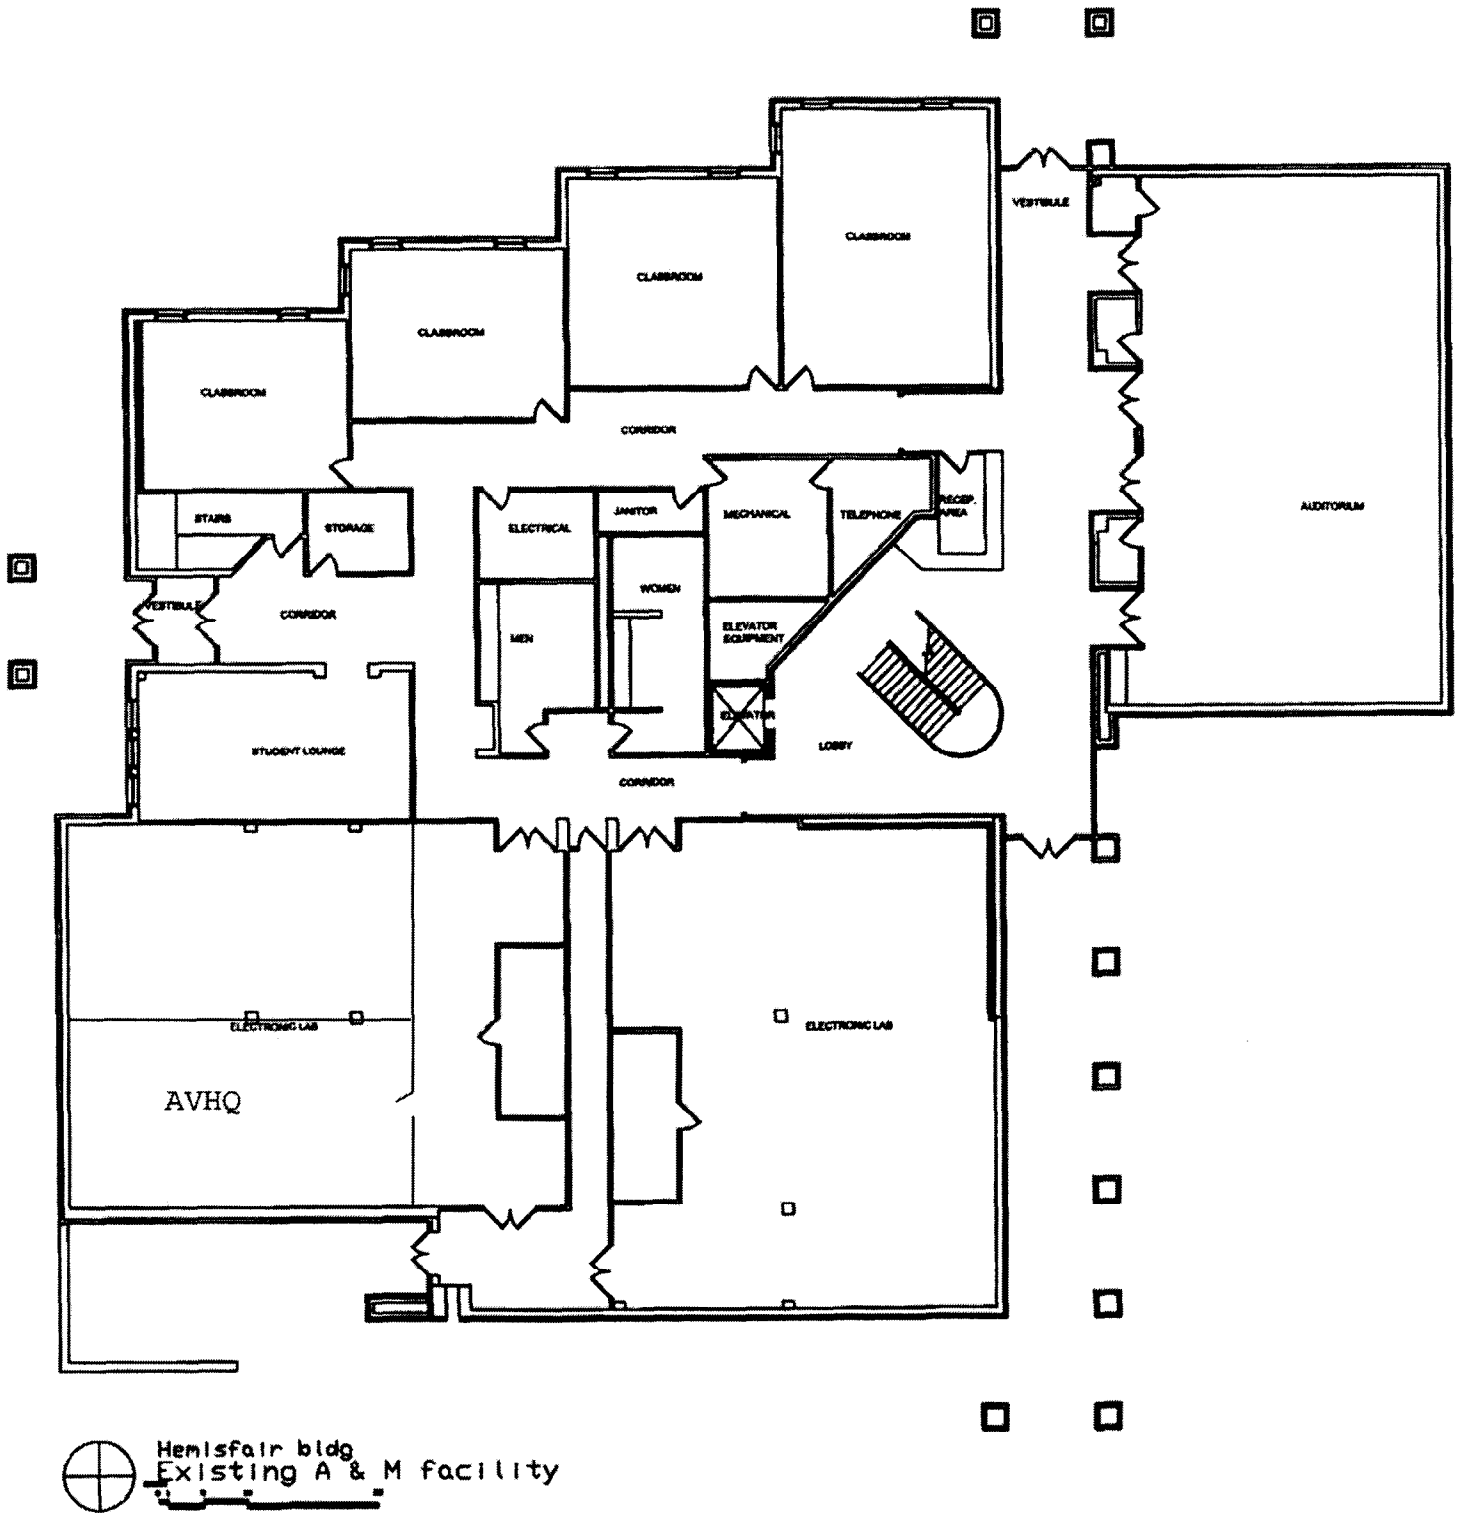 VESTIBULE
CLASSROOM
CLASSROOM
CLASSROOM
CLASSROOM
CORRIDOR
STAIRS
STORAGE
ELECTRICAL
JANITOR
MECHANICAL
TELEPHONE
RECEP.
AREA
AUDITORIUM
VESTIBULE
CORRIDOR
MEN
WOMEN
ELEVATOR
EQUIPMENT
ELEVATOR
LOBBY
STUDENT LOUNGE
CORRIDOR
ELECTRONIC LAB
ELECTRONIC LAB
AVHQ
Hemisfair bldg
Existing A & M facility